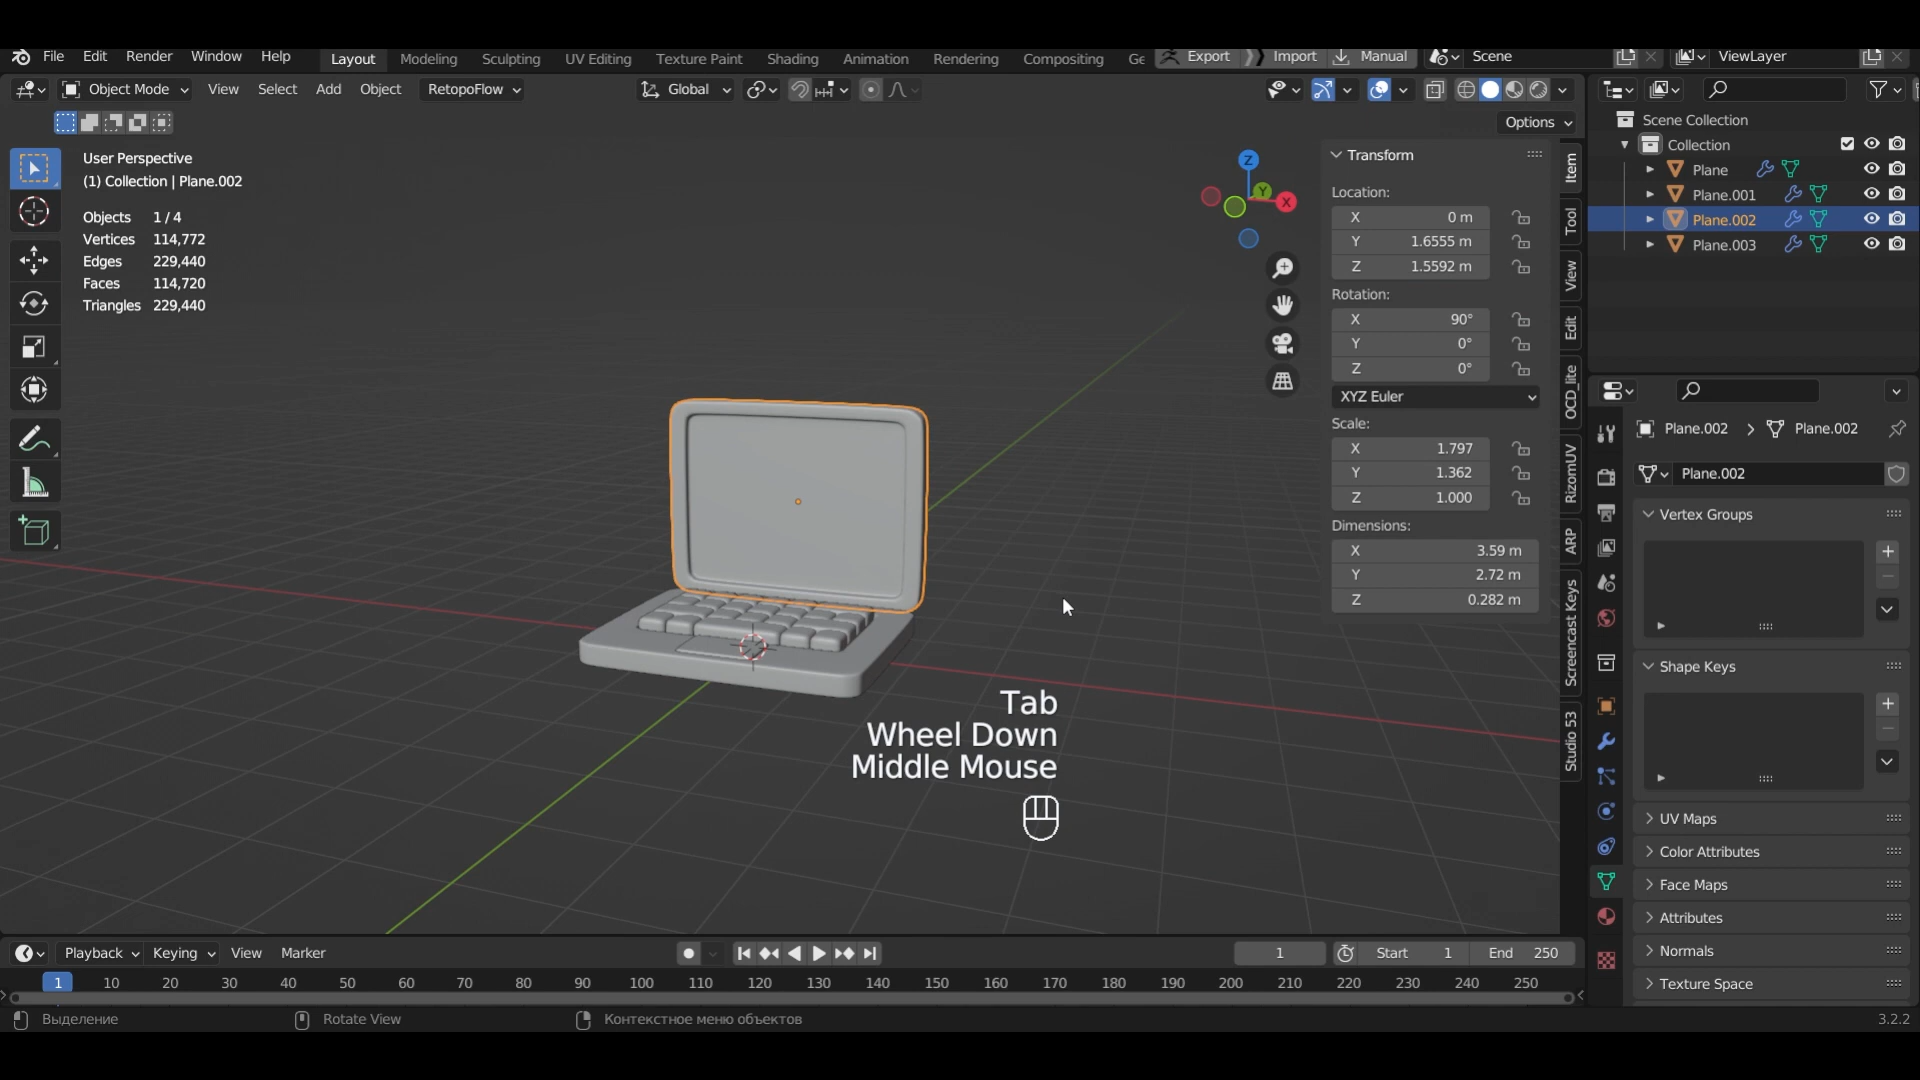 File Edit Render Window Help Layout Modeling Sculpting UV Editing Texture Paint Shading Animation Rendering Compositing Ge Export Import Manual Scene ViewLayer
Object Mode View Select Add Object RetopoFlow Global
Options
User Perspective
(1) Collection | Plane.002
Objects 1 / 4
Vertices 114,772
Edges 229,440
Faces 114,720
Triangles 229,440
Z
Y
X
Transform
Location:
X 0 m
Y 1.6555 m
Z 1.5592 m
Rotation:
X 90°
Y 0°
Z 0°
XYZ Euler
Scale:
X 1.797
Y 1.362
Z 1.000
Dimensions:
X 3.59 m
Y 2.72 m
Z 0.282 m
Item
Tool
View
Edit
OCD_lite
RizomUV
ARP
Screencast Keys
Studio 53
Scene Collection
Collection
Plane
Plane.001
Plane.002
Plane.003
Plane.002 > Plane.002
Plane.002
Vertex Groups
Shape Keys
UV Maps
Color Attributes
Face Maps
Attributes
Normals
Texture Space
Tab
Wheel Down
Middle Mouse
Playback Keying View Marker 1 Start 1 End 250
1 10 20 30 40 50 60 70 80 90 100 110 120 130 140 150 160 170 180 190 200 210 220 230 240 250
Выделение Rotate View Контекстное меню объектов 3.2.2